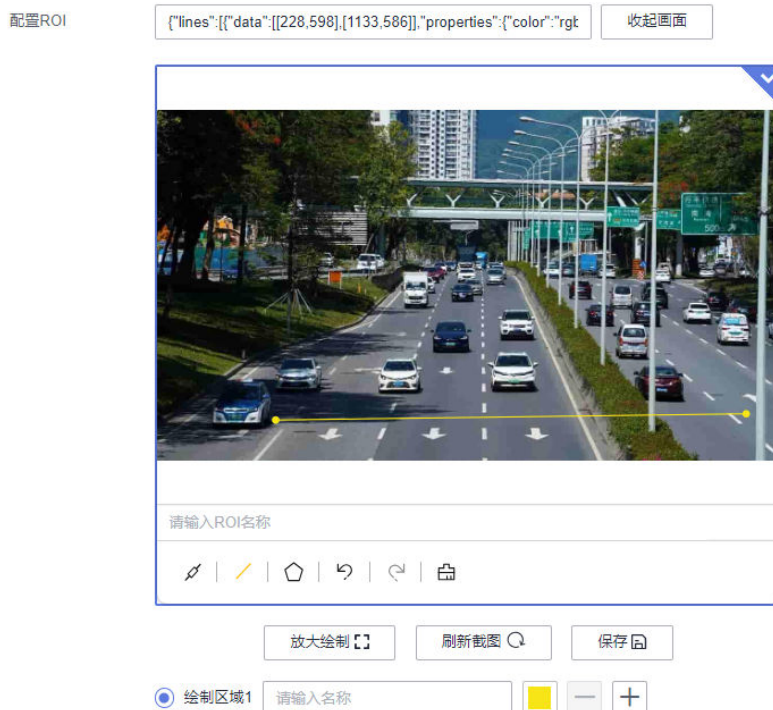 配置ROI
{"lines":[{"data":[[228,598],[1133,586]],"properties":{"color":"rgb
收起画面
500
请输入ROI名称
放大绘制
刷新截图
保存
绘制区域1
请输入名称